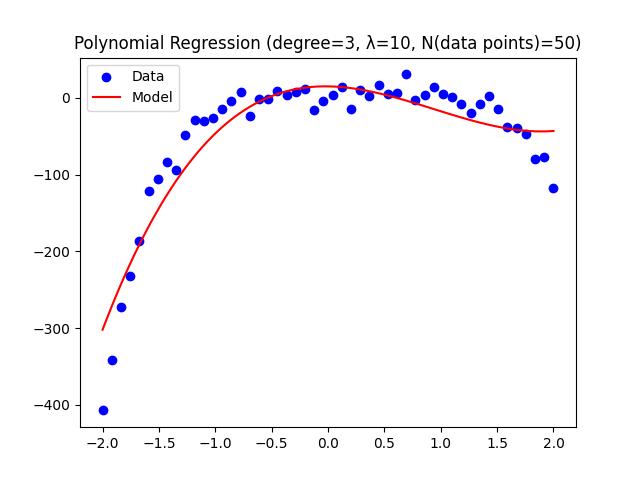 Polynomial Regression (degree=3, λ=10, N(data points)=50)
Data
Model
0
−100
−200
−300
−400
−2.0 −1.5 −1.0 −0.5 0.0 0.5 1.0 1.5 2.0